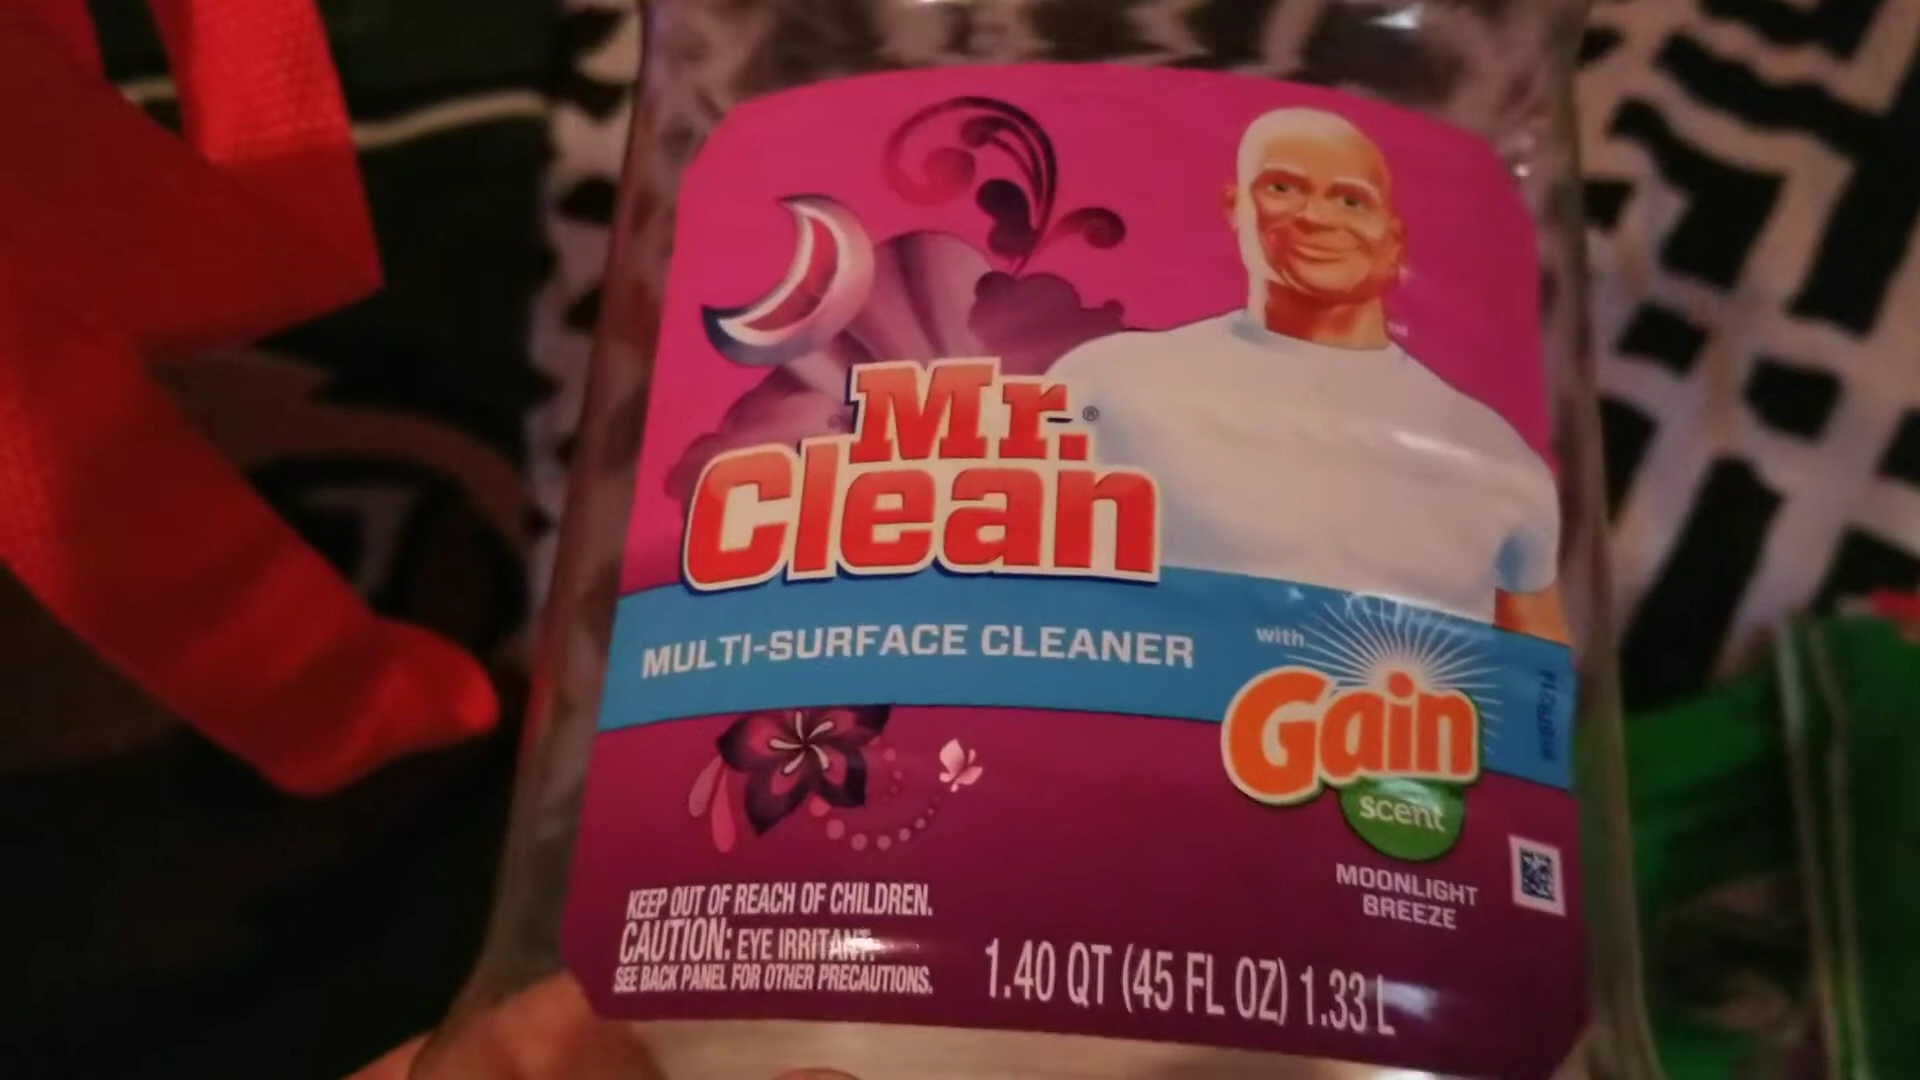 Mr.®
Clean
MULTI-SURFACE CLEANER
with
Gain
scent
MOONLIGHT
BREEZE
KEEP OUT OF REACH OF CHILDREN.
CAUTION: EYE IRRITANT.
SEE BACK PANEL FOR OTHER PRECAUTIONS.
1.40 QT (45 FL OZ) 1.33 L